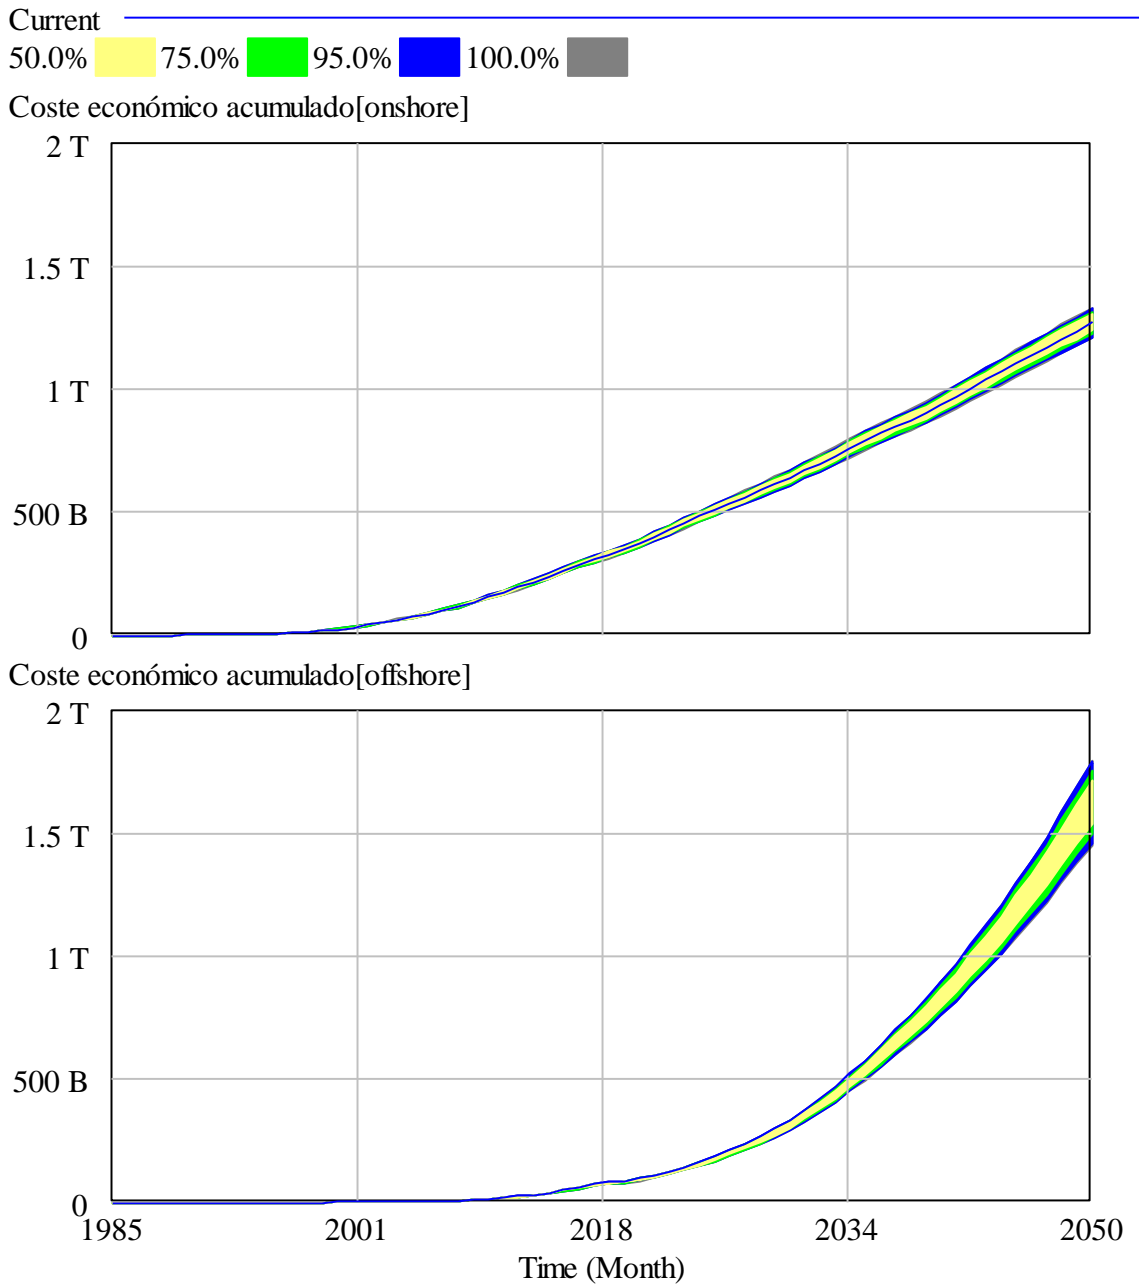 Current
50.0% 75.0% 95.0% 100.0%
Coste económico acumulado[onshore]
2 T
1.5 T
1 T
500 B
0
Coste económico acumulado[offshore]
2 T
1.5 T
1 T
500 B
0
1985 2001 2018 2034 2050
Time (Month)